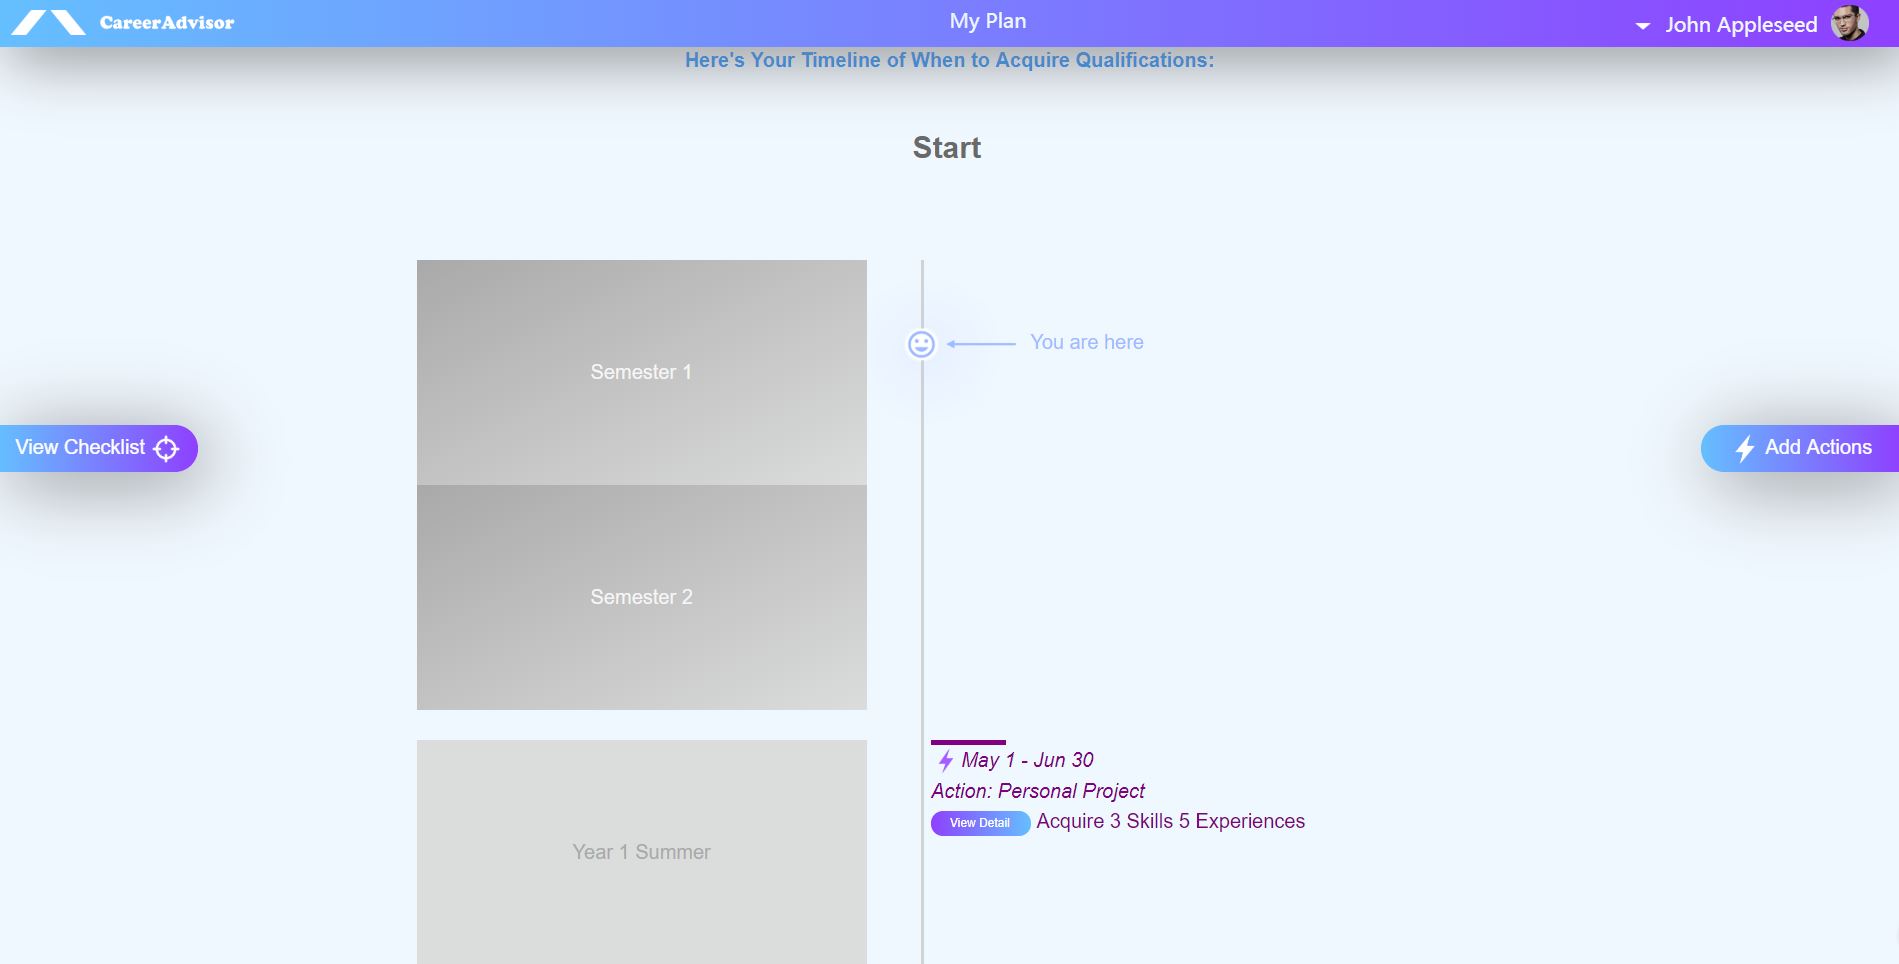 CareerAdvisor
My Plan
John Appleseed
Here's Your Timeline of When to Acquire Qualifications:
Start
Semester 1
You are here
View Checklist
Add Actions
Semester 2
May 1 - Jun 30
Action: Personal Project
View Detail Acquire 3 Skills 5 Experiences
Year 1 Summer